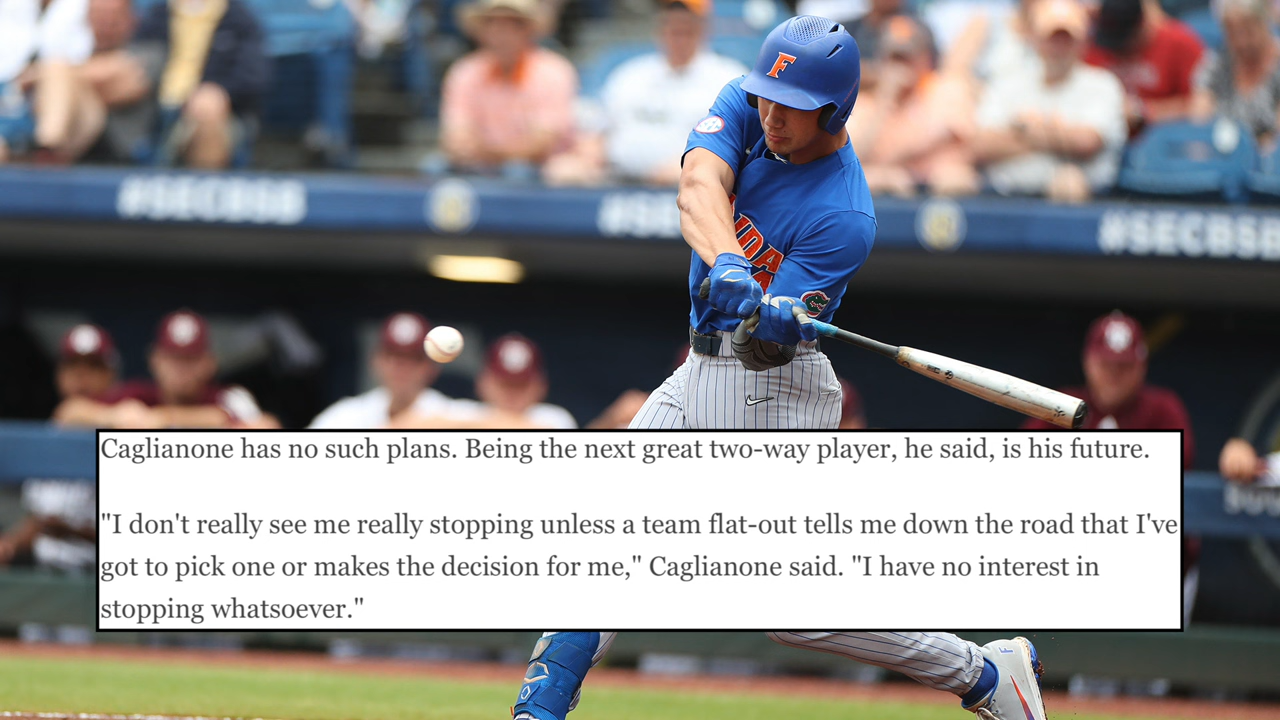 F
#SECBSB
#SECBSB
Caglianone has no such plans. Being the next great two-way player, he said, is his future.
"I don't really see me really stopping unless a team flat-out tells me down the road that I've
got to pick one or makes the decision for me," Caglianone said. "I have no interest in
stopping whatsoever."